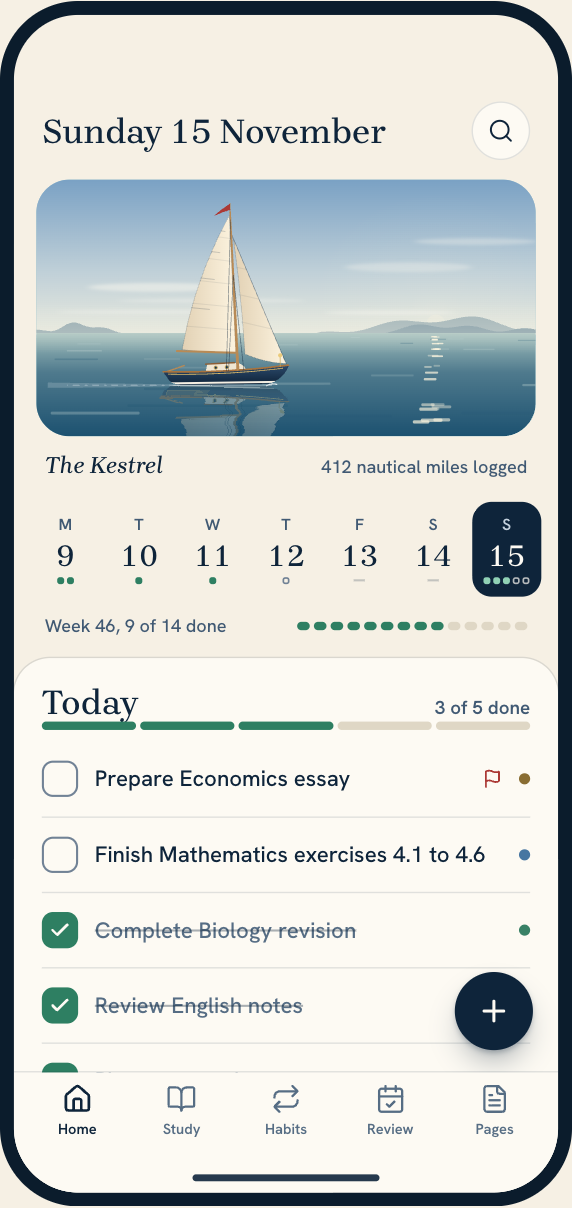 Sunday 15 November
The Kestrel
412 nautical miles logged
M T W T F S S
9 10 11 12 13 14 15
Week 46, 9 of 14 done
Today
3 of 5 done
Prepare Economics essay
Finish Mathematics exercises 4.1 to 4.6
Complete Biology revision
Review English notes
Home Study Habits Review Pages